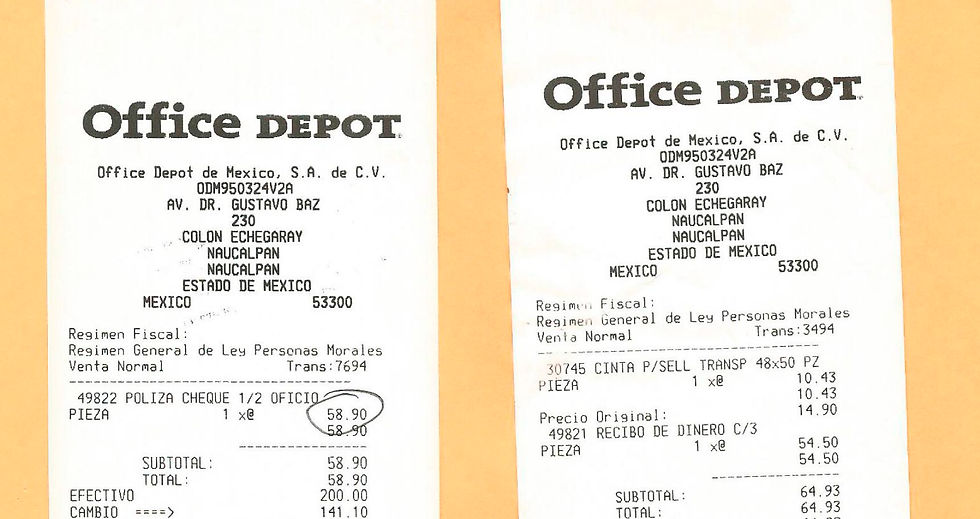 Office DEPOT
Office Depot de Mexico, S.A. de C.V.
ODM950324V2A
AV. DR. GUSTAVO BAZ
230
COLON ECHEGARAY
NAUCALPAN
NAUCALPAN
ESTADO DE MEXICO
MEXICO 53300
Regimen Fiscal:
Regimen General de Ley Personas Morales
Venta Normal Trans:7694
49822 POLIZA CHEQUE 1/2 OFICIO
PIEZA 1 x@ 58.90
58.90
SUBTOTAL: 58.90
TOTAL: 58.90
EFECTIVO 200.00
CAMBIO ====> 141.10
Office DEPOT
Office Depot de Mexico, S.A. de C.V.
ODM950324V2A
AV. DR. GUSTAVO BAZ
230
COLON ECHEGARAY
NAUCALPAN
NAUCALPAN
ESTADO DE MEXICO
MEXICO 53300
Regimen Fiscal:
Regimen General de Ley Personas Morales
Venta Normal Trans:3494
30745 CINTA P/SELL TRANSP 48x50 PZ
PIEZA 1 x@ 10.43
10.43
Precio Original: 14.90
49821 RECIBO DE DINERO C/3
PIEZA 1 x@ 54.50
54.50
SUBTOTAL: 64.93
TOTAL: 64.93